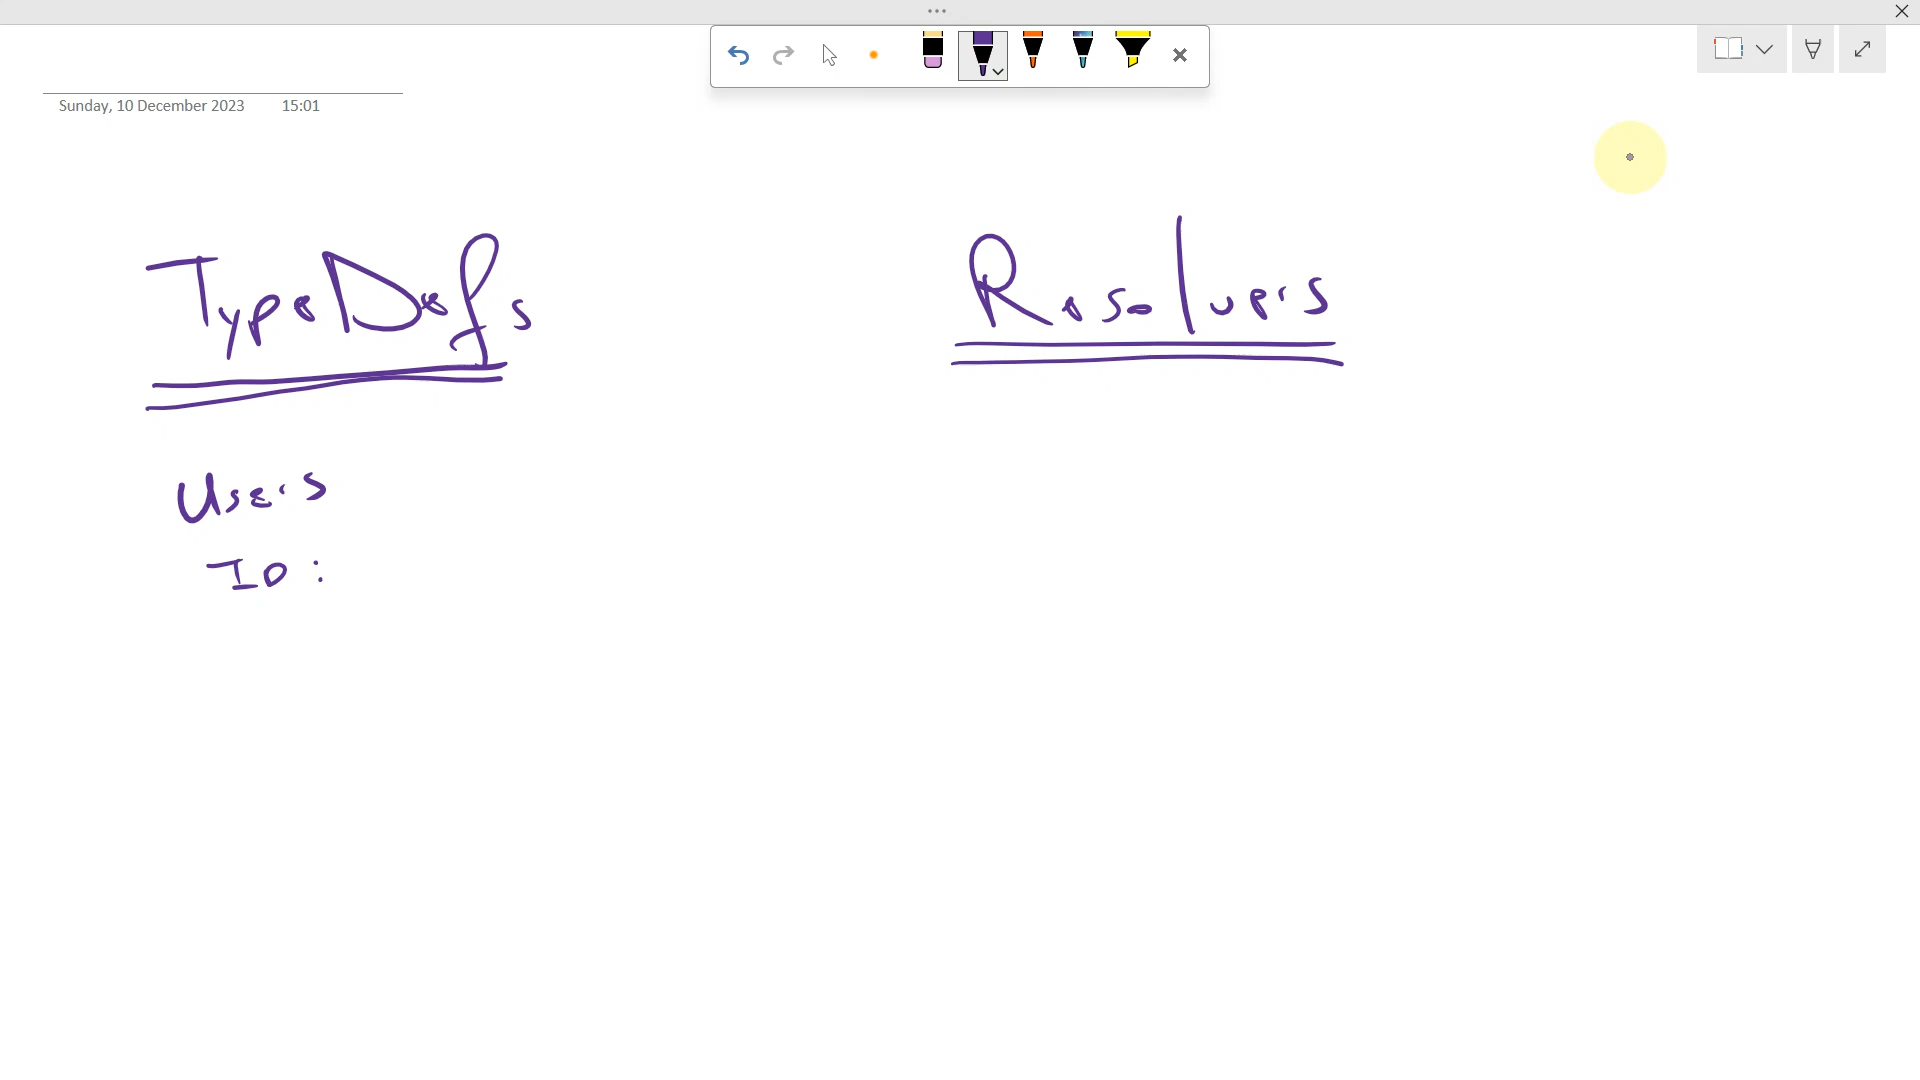 Sunday, 10 December 2023 15:01
TypeDefs
Resolvers
Users
ID :